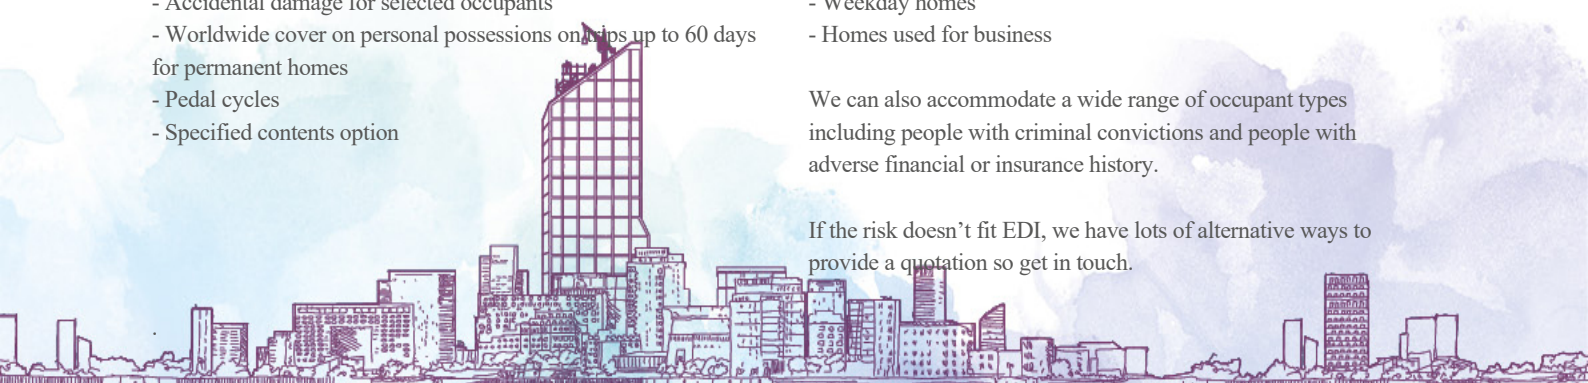 - Accidental damage for selected occupants
- Worldwide cover on personal possessions on trips up to 60 days
for permanent homes
- Pedal cycles
- Specified contents option
- Weekday homes
- Homes used for business
We can also accommodate a wide range of occupant types
including people with criminal convictions and people with
adverse financial or insurance history.
If the risk doesn’t fit EDI, we have lots of alternative ways to
provide a quotation so get in touch.